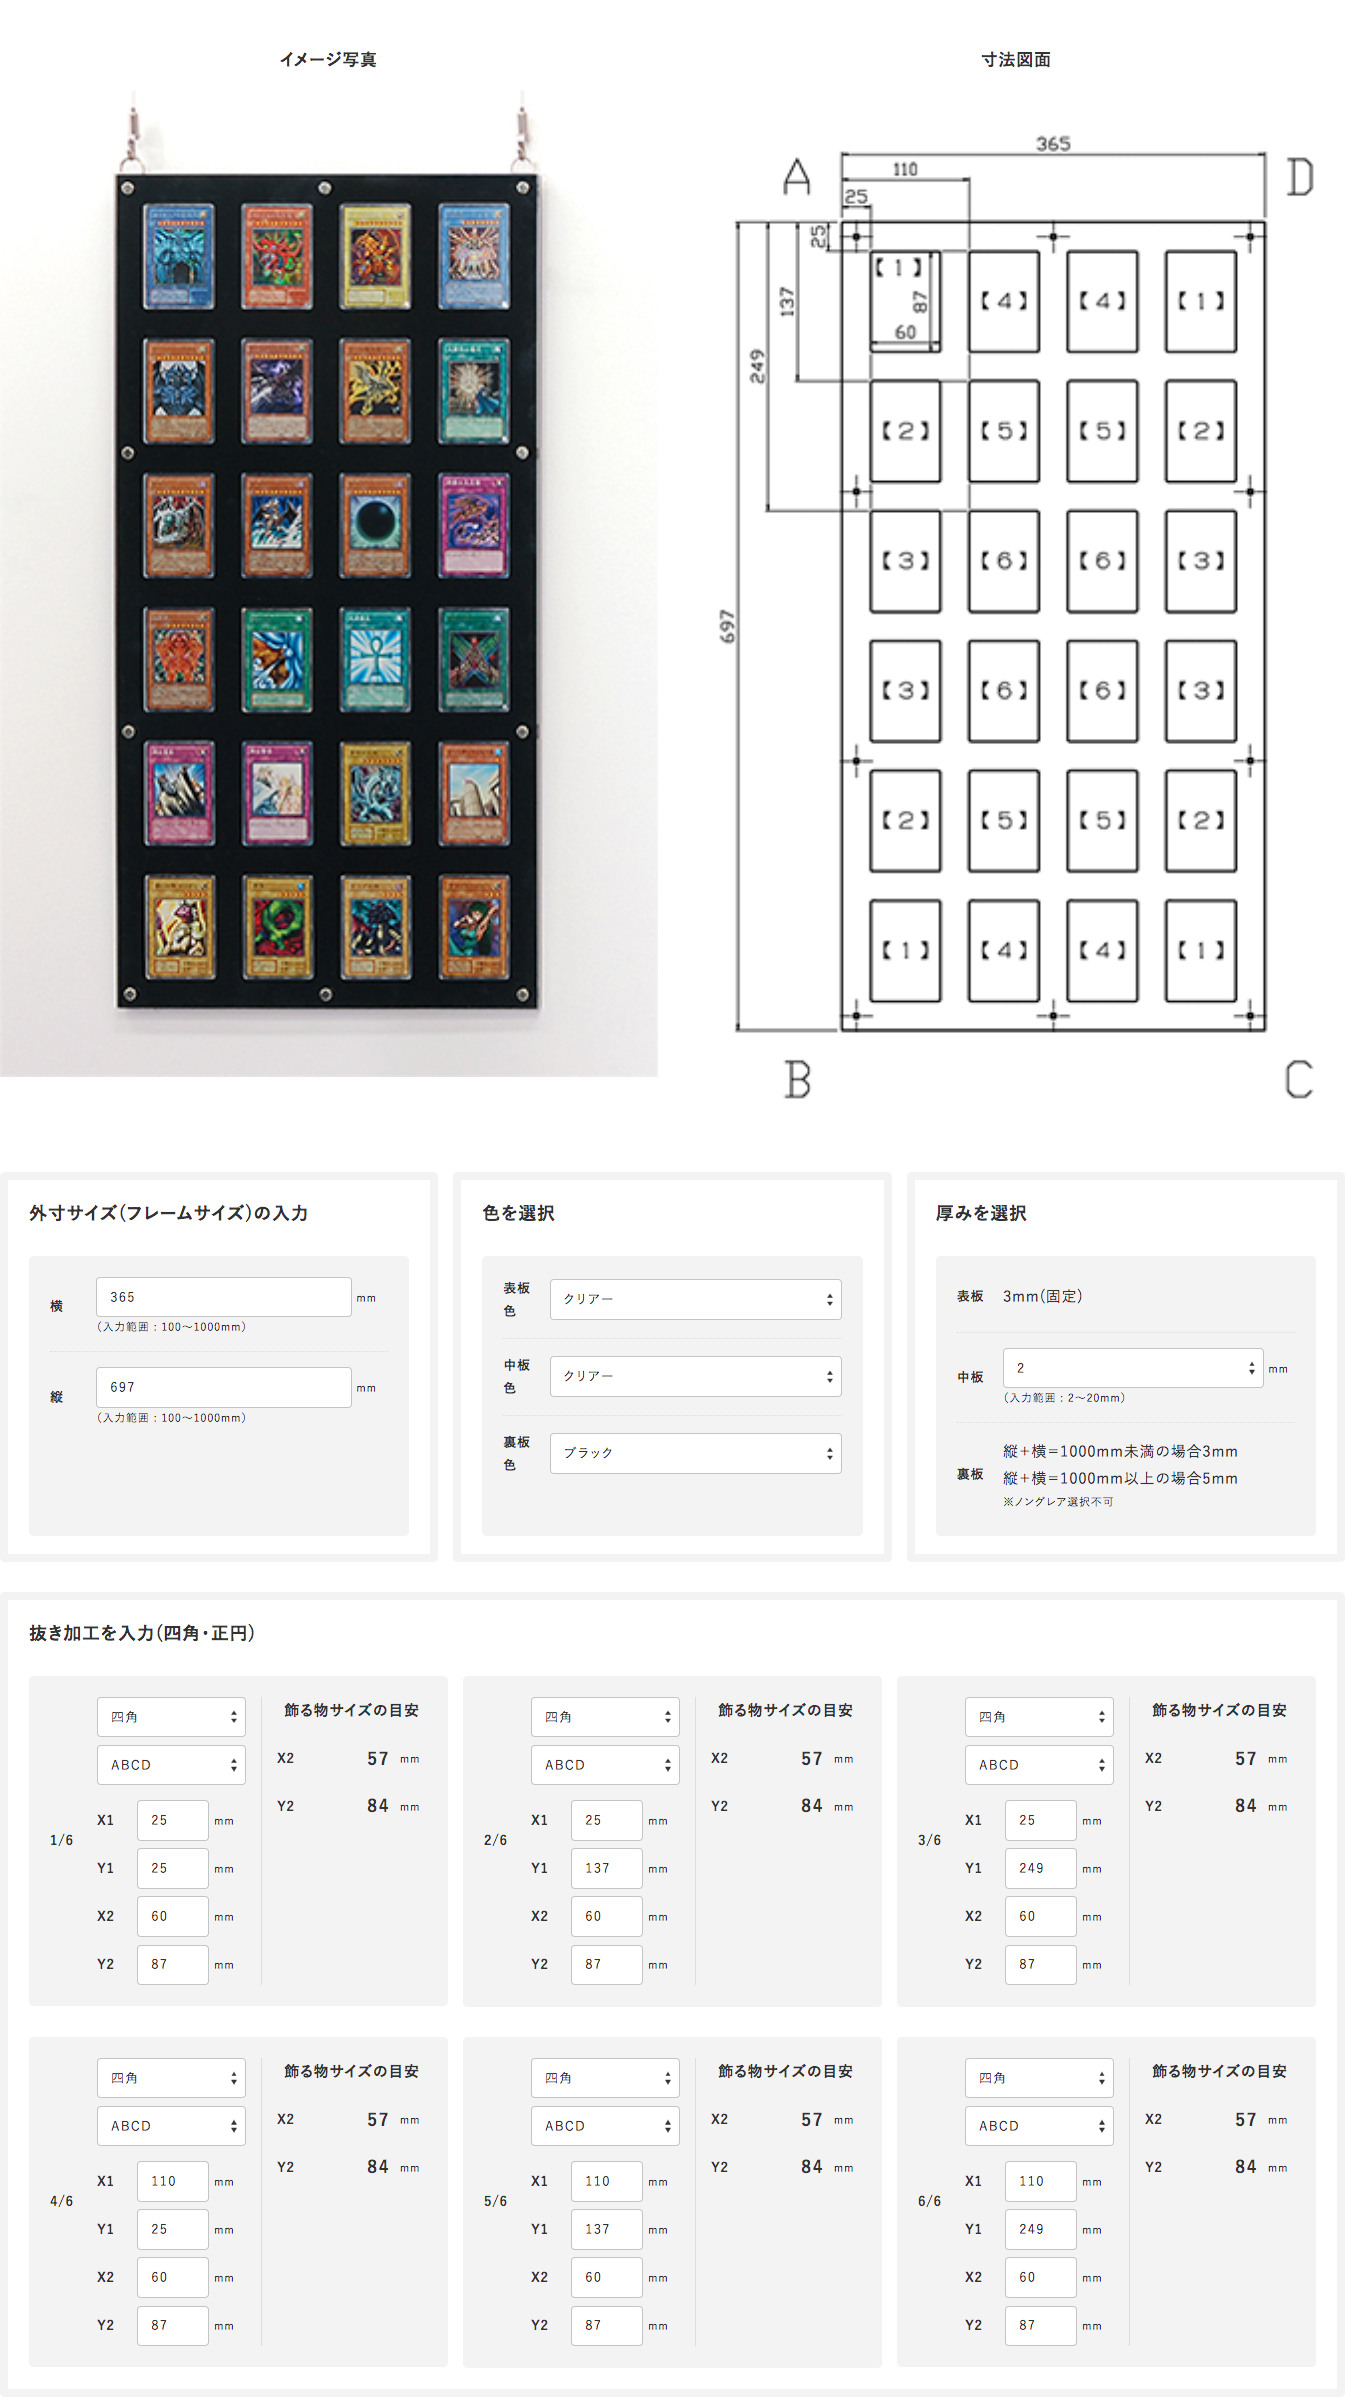 イメージ写真
寸法図面
365
A
D
110
25
25
【1】
87
60
【4】
【4】
【1】
137
249
【2】
【5】
【5】
【2】
【3】
【6】
【6】
【3】
697
【3】
【6】
【6】
【3】
【2】
【5】
【5】
【2】
【1】
【4】
【4】
【1】
B
C
外寸サイズ(フレームサイズ)の入力
横
365
mm
(入力範囲:100〜1000mm)
縦
697
mm
(入力範囲:100〜1000mm)
色を選択
表板色
クリアー
中板色
クリアー
裏板色
ブラック
厚みを選択
表板
3mm(固定)
中板
2
mm
(入力範囲:2〜20mm)
裏板
縦+横=1000mm未満の場合3mm
縦+横=1000mm以上の場合5mm
※ノングレア選択不可
抜き加工を入力(四角・正円)
1/6
四角
ABCD
X1 25 mm
Y1 25 mm
X2 60 mm
Y2 87 mm
飾る物サイズの目安
X2 57 mm
Y2 84 mm
2/6
四角
ABCD
X1 25 mm
Y1 137 mm
X2 60 mm
Y2 87 mm
飾る物サイズの目安
X2 57 mm
Y2 84 mm
3/6
四角
ABCD
X1 25 mm
Y1 249 mm
X2 60 mm
Y2 87 mm
飾る物サイズの目安
X2 57 mm
Y2 84 mm
4/6
四角
ABCD
X1 110 mm
Y1 25 mm
X2 60 mm
Y2 87 mm
飾る物サイズの目安
X2 57 mm
Y2 84 mm
5/6
四角
ABCD
X1 110 mm
Y1 137 mm
X2 60 mm
Y2 87 mm
飾る物サイズの目安
X2 57 mm
Y2 84 mm
6/6
四角
ABCD
X1 110 mm
Y1 249 mm
X2 60 mm
Y2 87 mm
飾る物サイズの目安
X2 57 mm
Y2 84 mm